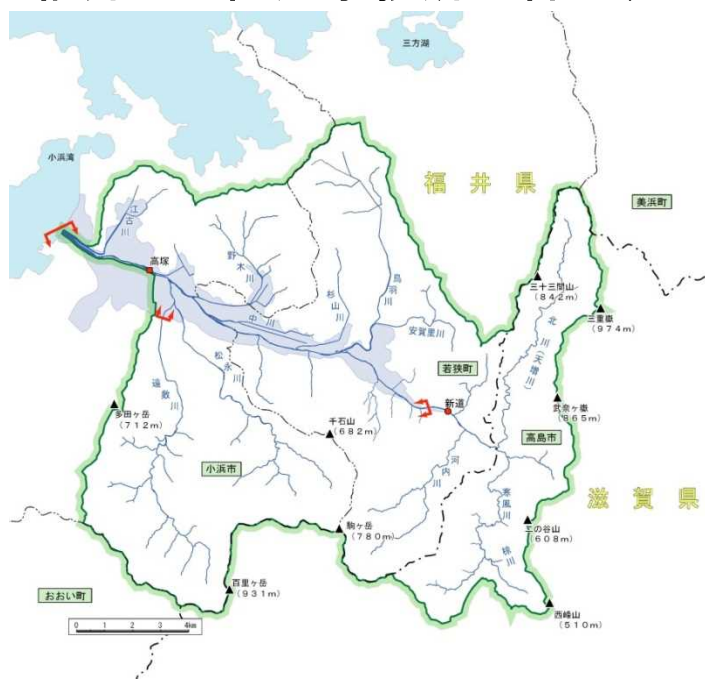 三方湖
小浜湾
福井県
美浜町
江古川
高塚
野木川
鳥羽川
三十三間山
(842m)
杉山川
北川(天増川)
三重嶽
(974m)
中川
安賀里川
松永川
若狭町
遠敷川
新道
武奈ヶ嶽
(865m)
多田ヶ岳
(712m)
千石山
(682m)
高島市
小浜市
河内川
寒風川
滋賀県
駒ヶ岳
(780m)
二の谷山
(608m)
椋川
百里ヶ岳
(931m)
おおい町
西峰山
(510m)
0 1 2 3 4km